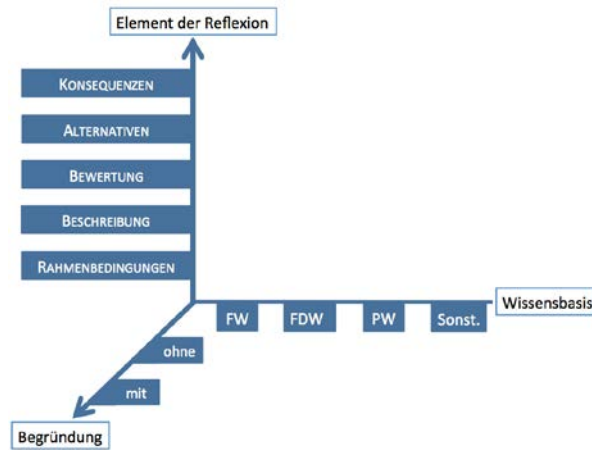 Element der Reflexion
KONSEQUENZEN
ALTERNATIVEN
BEWERTUNG
BESCHREIBUNG
RAHMENBEDINGUNGEN
Wissensbasis
FW FDW PW Sonst.
ohne
mit
Begründung